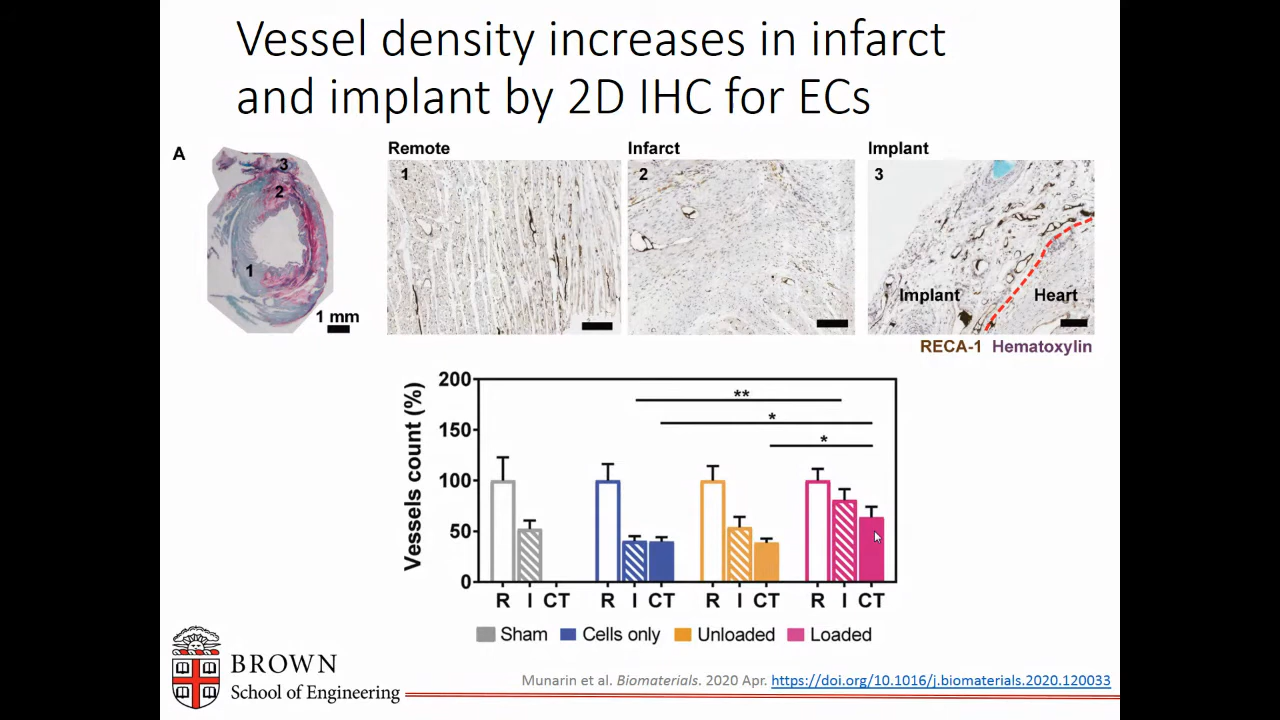 Vessel density increases in infarct
and implant by 2D IHC for ECs
A
3
2
1
1 mm
Remote
1
Infarct
2
Implant
3
Implant
Heart
RECA-1 Hematoxylin
Vessels count (%)
200
150
100
50
0
**
*
*
R I CT R I CT R I CT R I CT
Sham Cells only Unloaded Loaded
BROWN
School of Engineering
Munarin et al. Biomaterials. 2020 Apr. https://doi.org/10.1016/j.biomaterials.2020.120033